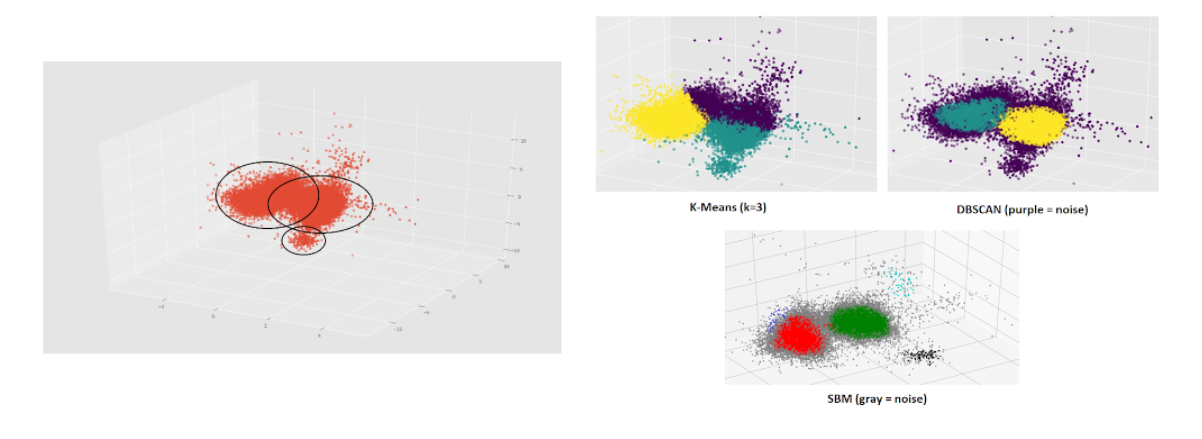 K-Means (k=3)
DBSCAN (purple = noise)
SBM (gray = noise)